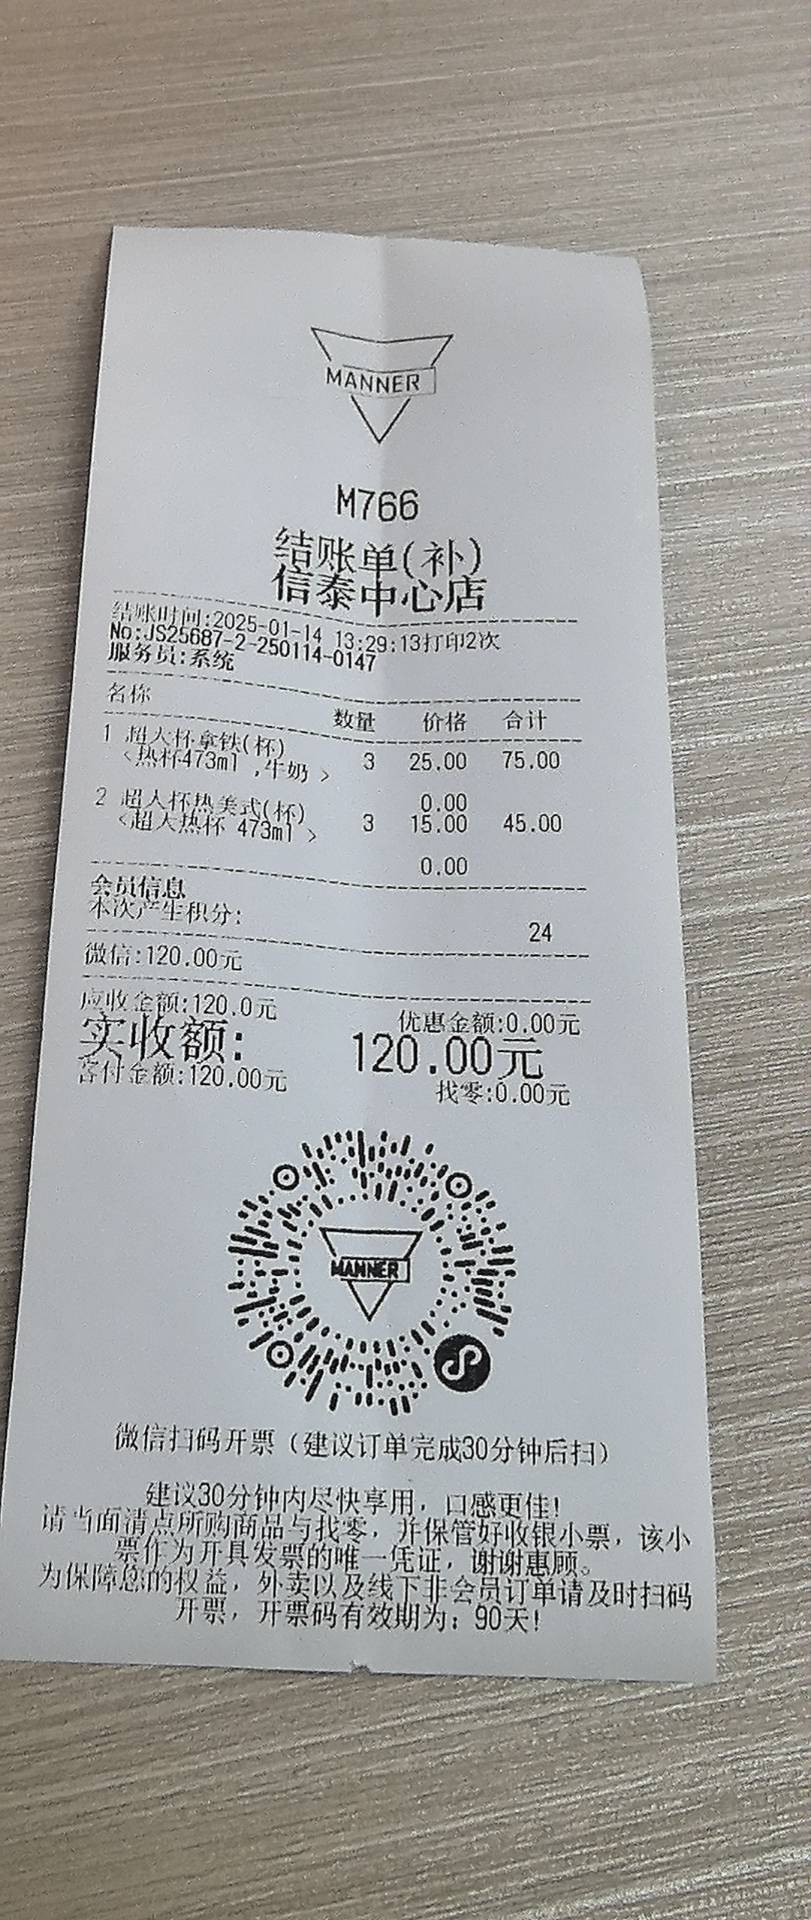 MANNER
M766
结账单(补)
信泰中心店
结账时间:2025-01-14 13:29:13打印2次
No:JS25687-2-250114-0147
服务员:系统
名称 数量 价格 合计
1 超大杯拿铁(杯)
<热杯473ml ,牛奶 > 3 25.00 75.00
0.00
2 超大杯热美式(杯)
<超大热杯 473ml > 3 15.00 45.00
0.00
会员信息
本次产生积分: 24
微信:120.00元
应收金额:120.0元 优惠金额:0.00元
实收额: 120.00元
客付金额:120.00元 找零:0.00元
MANNER
微信扫码开票（建议订单完成30分钟后扫）
建议30分钟内尽快享用，口感更佳!
请当面清点所购商品与找零，并保管好收银小票，该小
票作为开具发票的唯一凭证，谢谢惠顾。
为保障您的权益，外卖以及线下非会员订单请及时扫码
开票，开票码有效期为：90天!